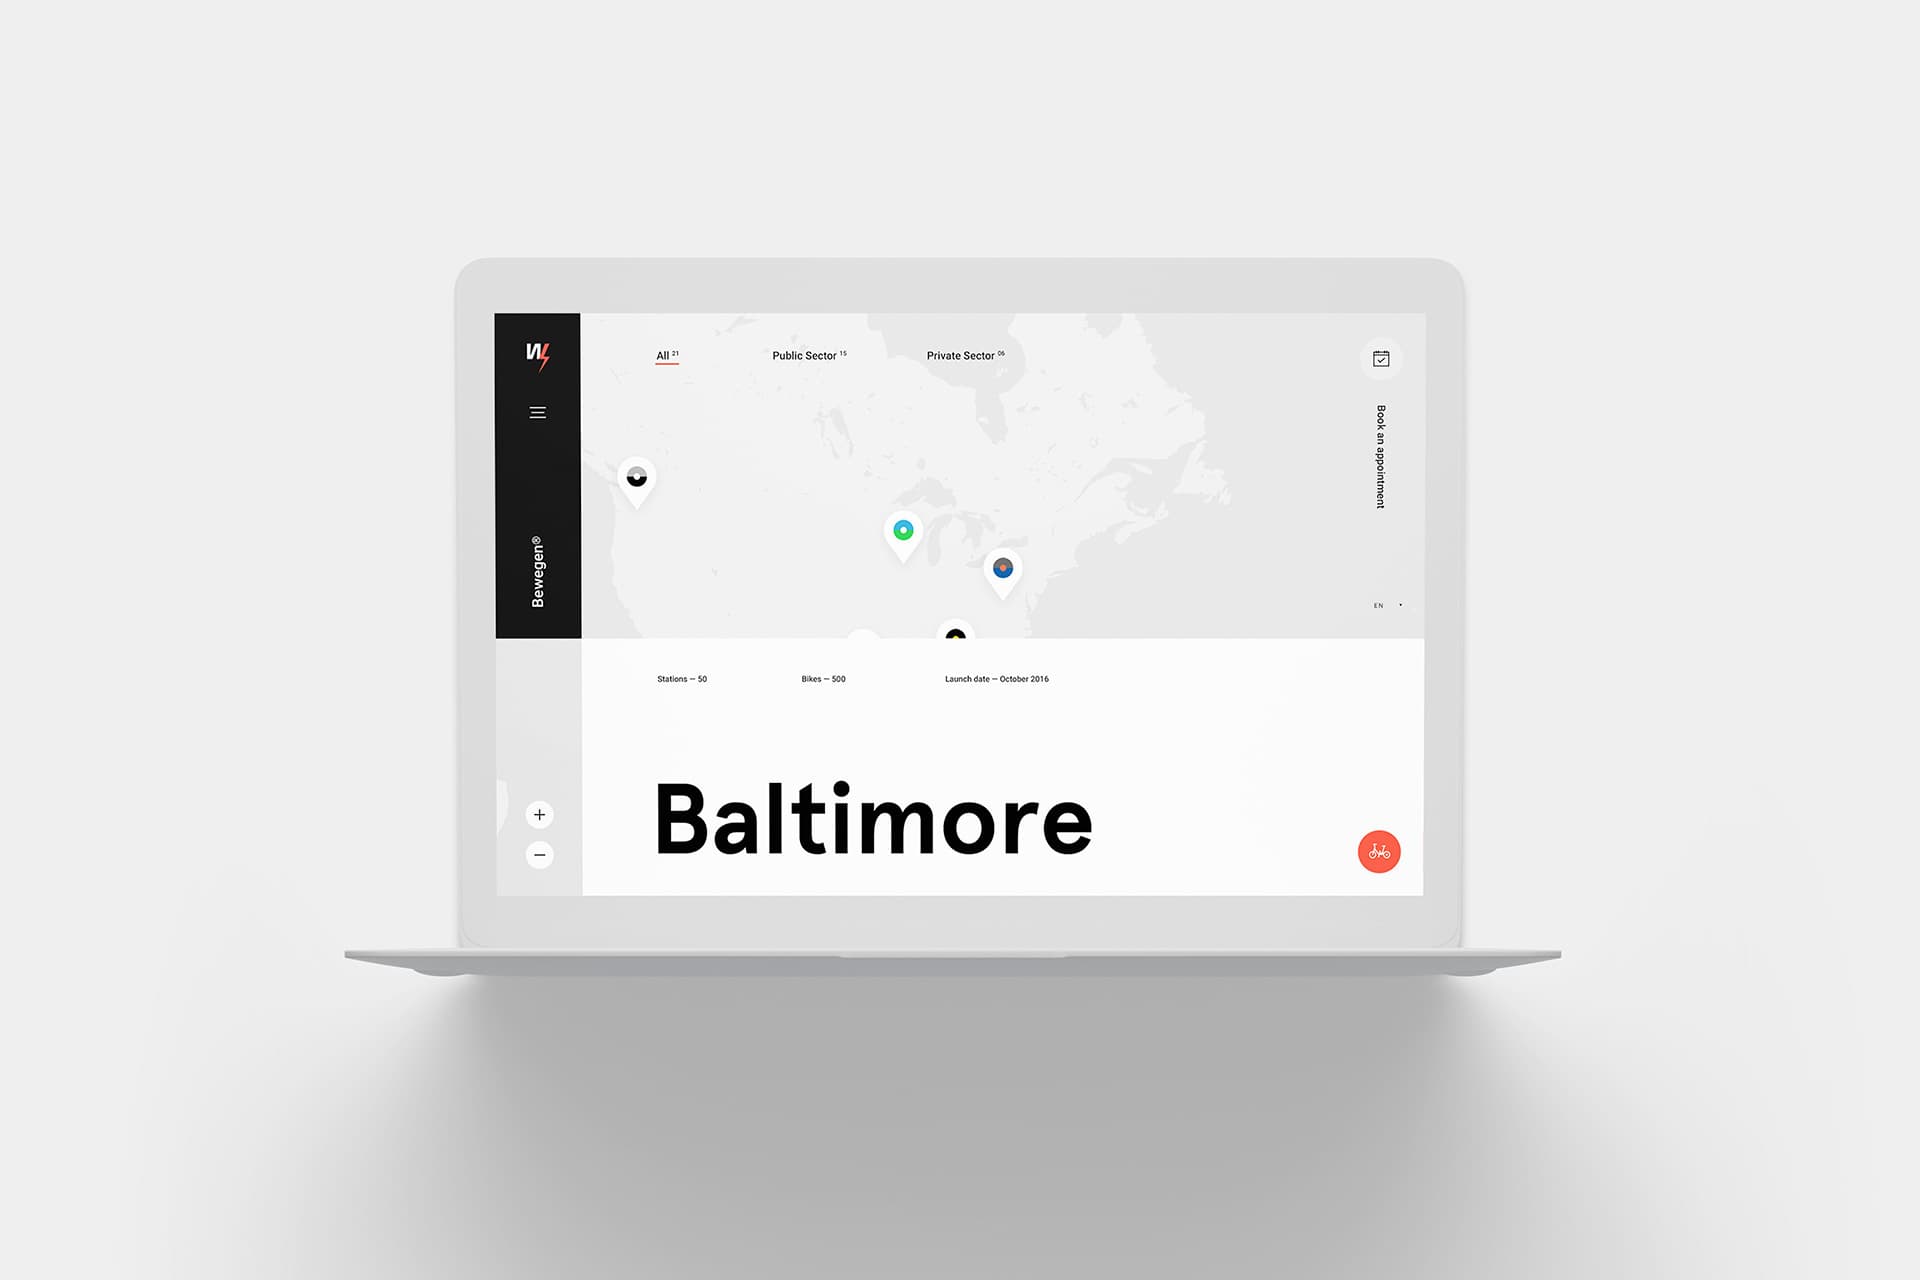 All 21
Public Sector 15
Private Sector 06
Book an appointment
Bewegen®
EN
Stations — 50
Bikes — 500
Launch date — October 2016
Baltimore